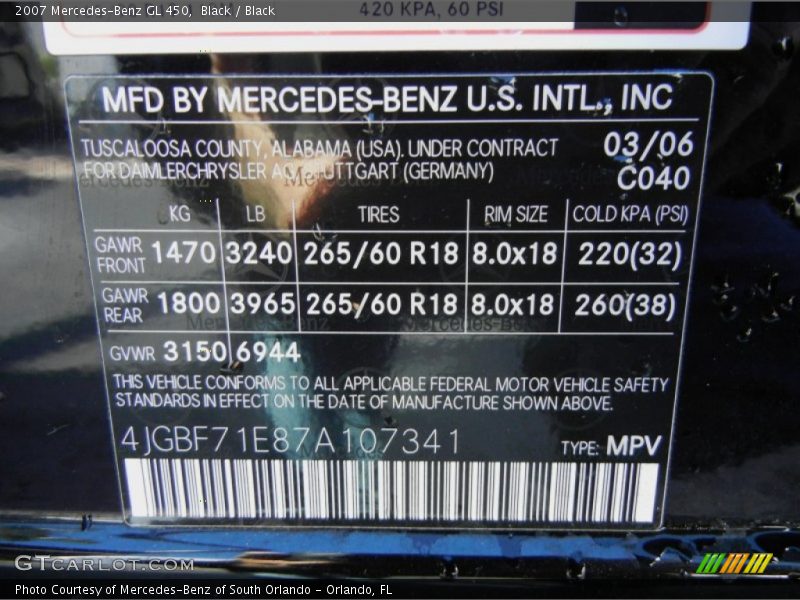 2007 Mercedes-Benz GL 450, Black / Black
420 KPA, 60 PSI
MFD BY MERCEDES-BENZ U.S. INTL., INC
TUSCALOOSA COUNTY, ALABAMA (USA). UNDER CONTRACT 03/06
FOR DAIMLERCHRYSLER AG, STUTTGART (GERMANY) C040
KG LB TIRES RIM SIZE COLD KPA (PSI)
GAWR FRONT 1470 3240 265/60 R18 8.0x18 220(32)
GAWR REAR 1800 3965 265/60 R18 8.0x18 260(38)
GVWR 3150 6944
THIS VEHICLE CONFORMS TO ALL APPLICABLE FEDERAL MOTOR VEHICLE SAFETY
STANDARDS IN EFFECT ON THE DATE OF MANUFACTURE SHOWN ABOVE.
4JGBF71E87A107341 TYPE: MPV
GTCARLOT.COM
Photo Courtesy of Mercedes-Benz of South Orlando - Orlando, FL